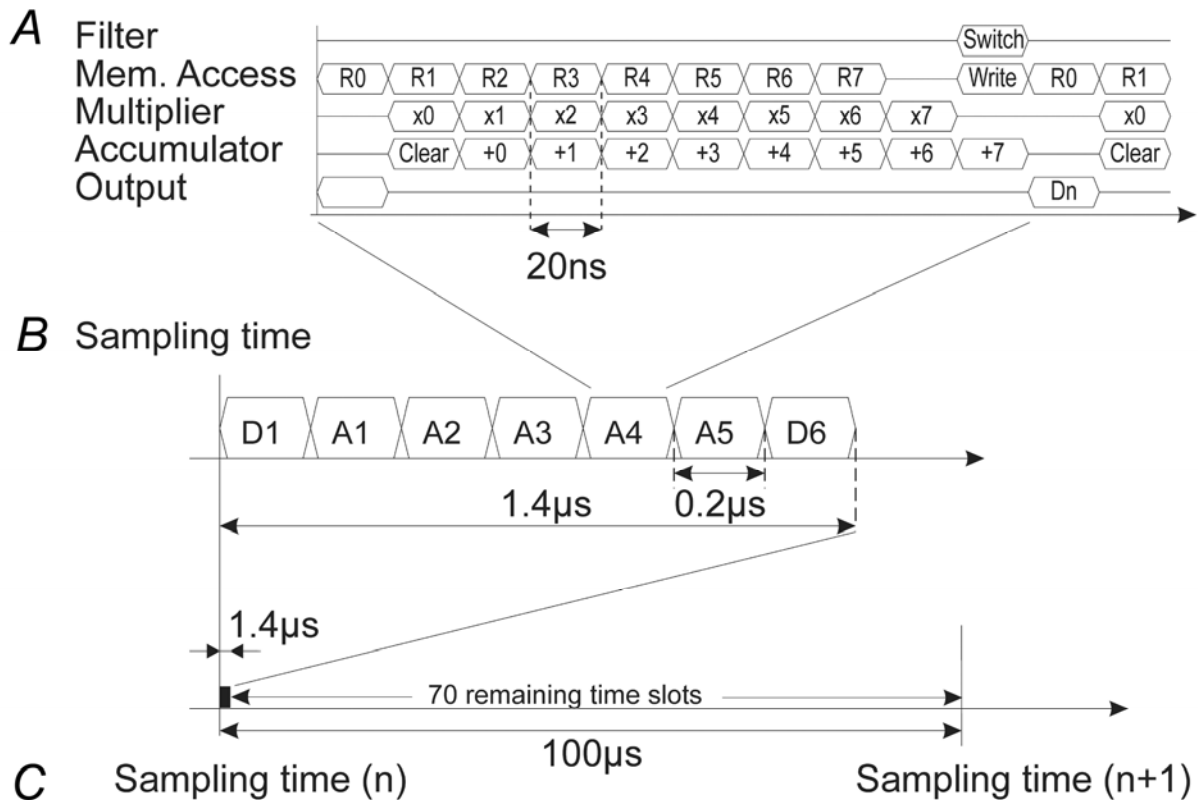 A Filter Switch
Mem. Access R0 R1 R2 R3 R4 R5 R6 R7 Write R0 R1
Multiplier x0 x1 x2 x3 x4 x5 x6 x7 x0
Accumulator Clear +0 +1 +2 +3 +4 +5 +6 +7 Clear
Output Dn
20ns
B Sampling time
D1 A1 A2 A3 A4 A5 D6
1.4µs 0.2µs
1.4µs
70 remaining time slots
100µs
C Sampling time (n) Sampling time (n+1)